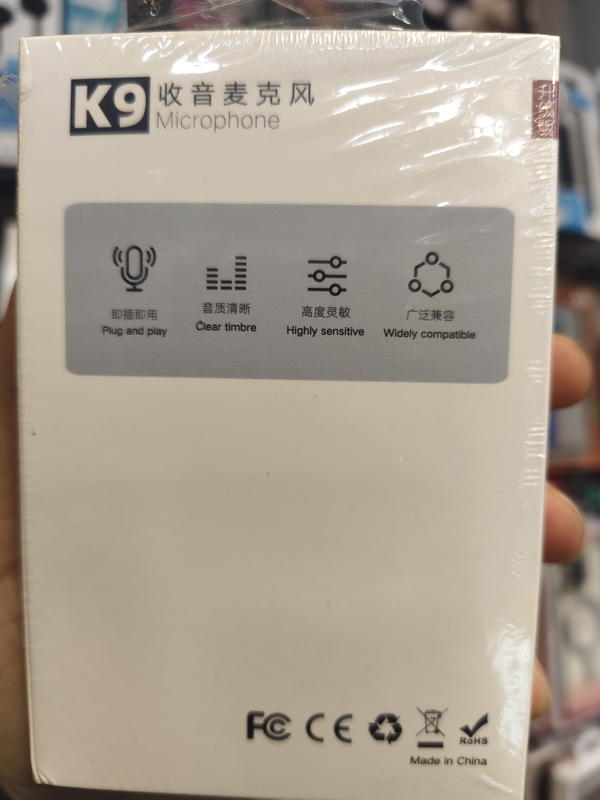 K9 收音麦克风
Microphone
即插即用
Plug and play
音质清晰
Clear timbre
高度灵敏
Highly sensitive
广泛兼容
Widely compatible
FC CE RoHS
Made in China